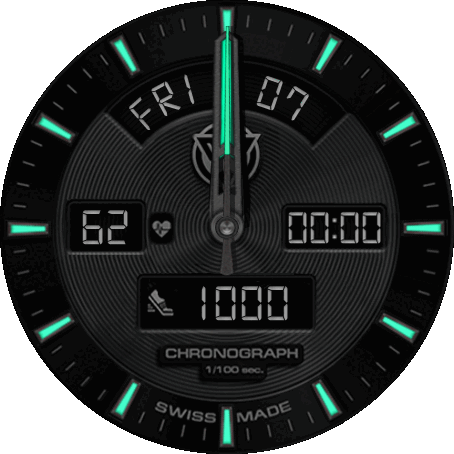 FRI 07
62 00:00
1000
CHRONOGRAPH
1/100 sec.
SWISS MADE